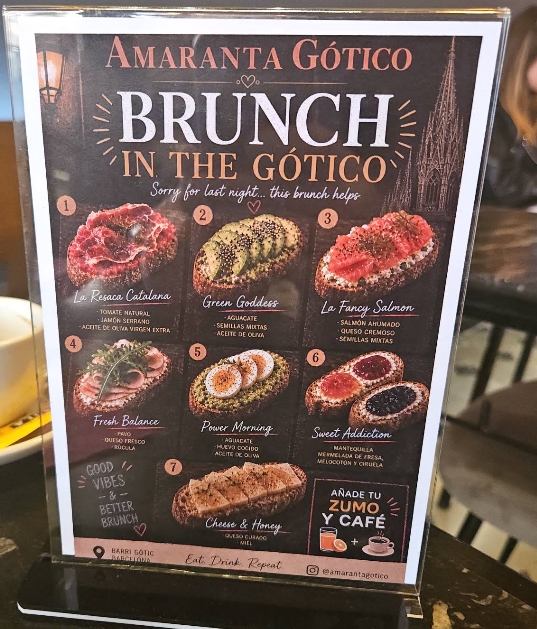 AMARANTA GÓTICO
BRUNCH
IN THE GÓTICO
Sorry for last night... this brunch helps
1
La Resaca Catalana
· TOMATE NATURAL
· JAMÓN SERRANO
· ACEITE DE OLIVA VIRGEN EXTRA
2
Green Goddess
· AGUACATE
· SEMILLAS MIXTAS
· ACEITE DE OLIVA
3
La Fancy Salmon
· SALMÓN AHUMADO
QUESO CREMOSO
· SEMILLAS MIXTAS
4
Fresh Balance
· PAVO
QUESO FRESCO
· RÚCULA
5
Power Morning
AGUACATE
· HUEVO COCIDO
ACEITE DE OLIVA
6
Sweet Addiction
· MANTEQUILLA
MERMELADA DE FRESA,
MELOCOTÓN Y CIRUELA
GOOD
VIBES
- & -
BETTER
BRUNCH
7
Cheese & Honey
QUESO CURADO
MIEL
AÑADE TU
ZUMO
Y CAFÉ
+
BARRI GÒTIC
BARCELONA
Eat. Drink. Repeat
@amarantagotico